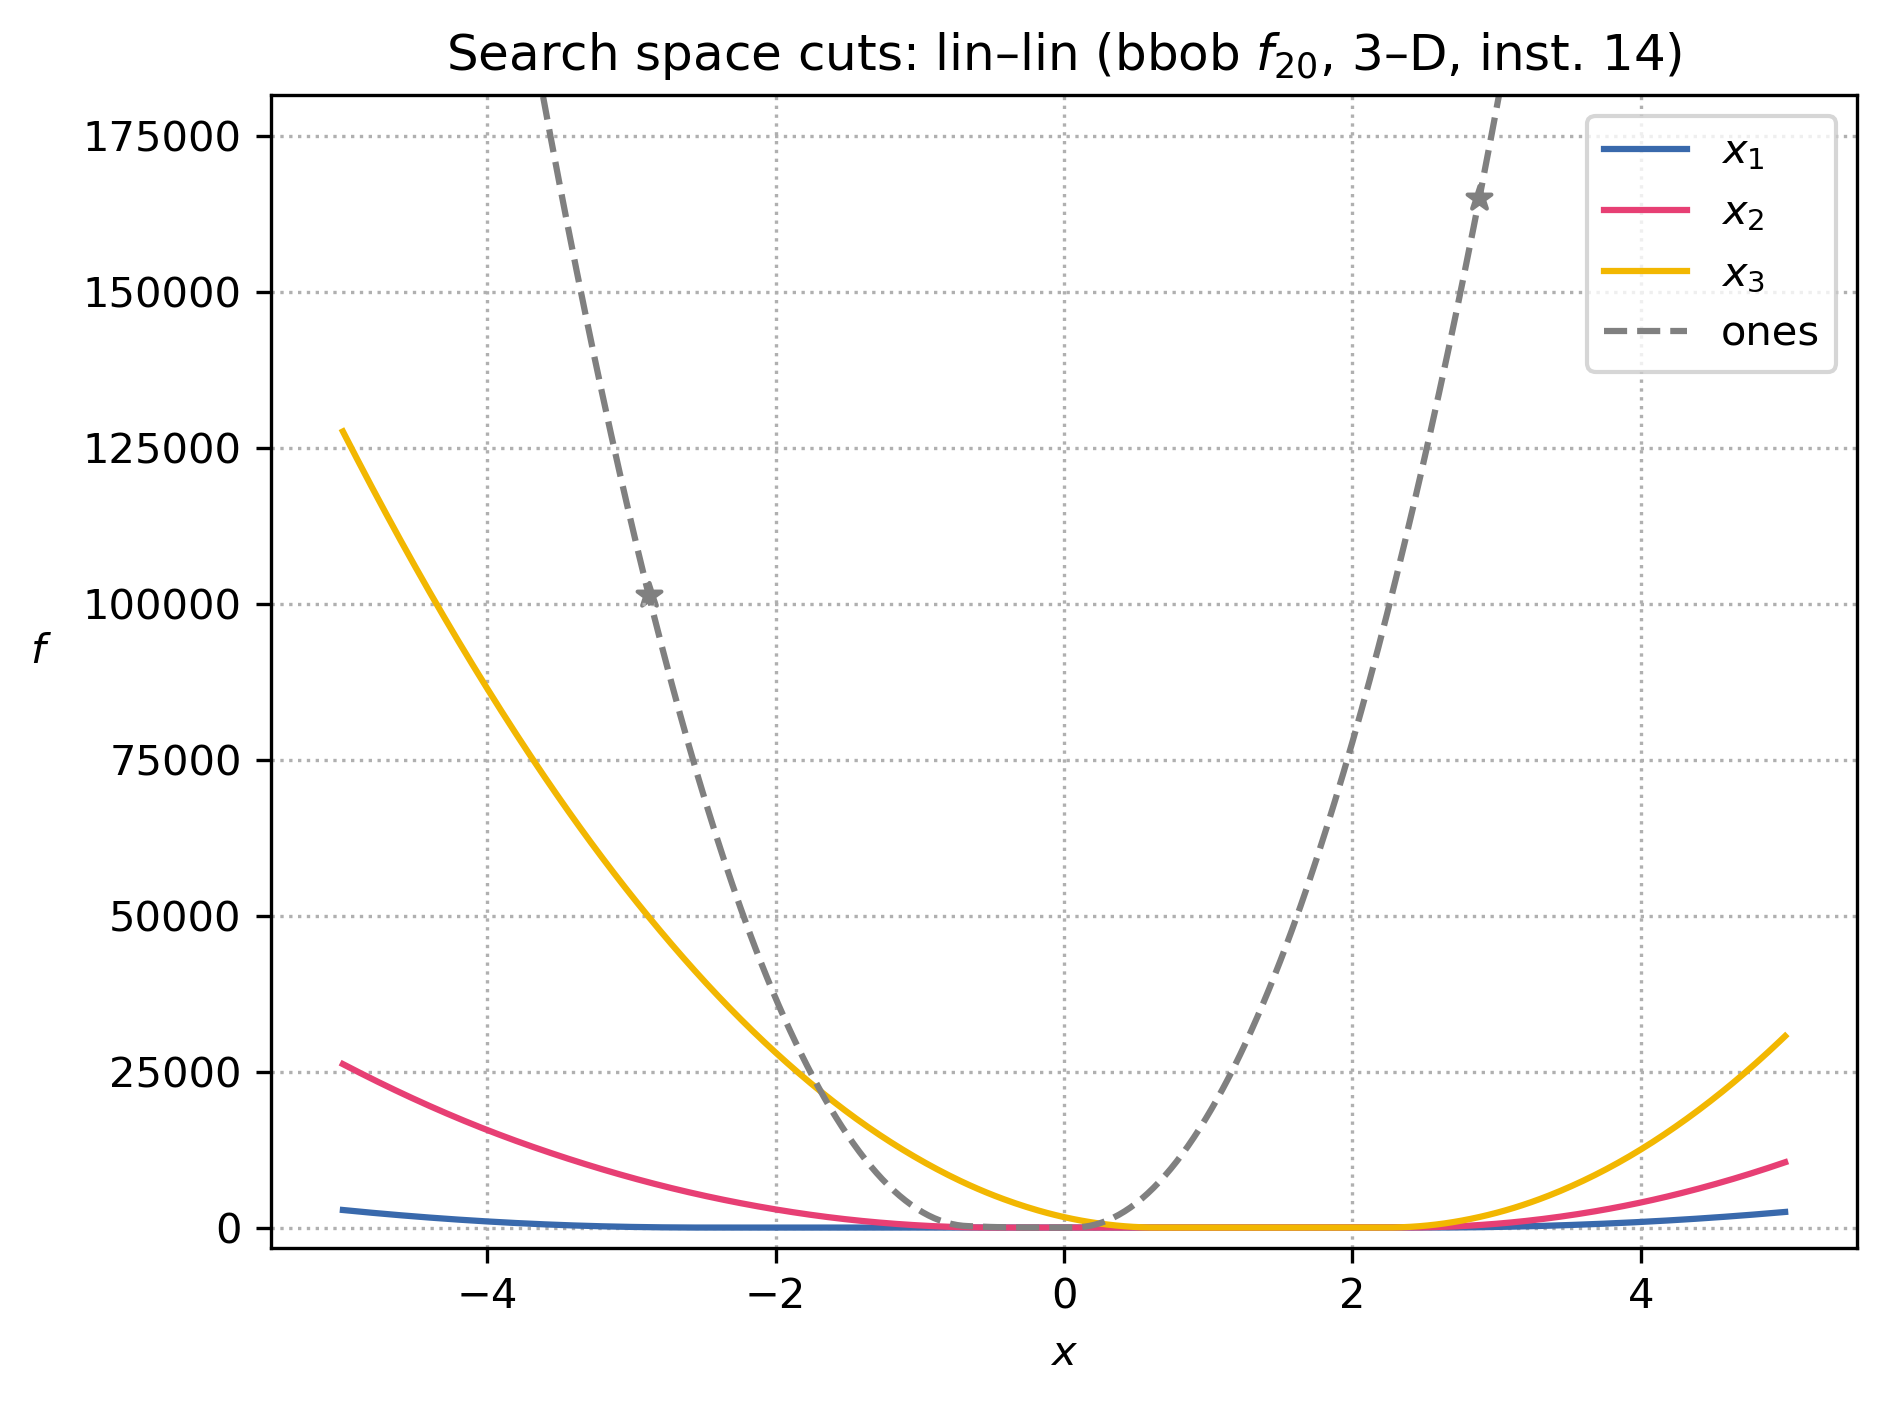 Search space cuts: lin–lin (bbob f₂₀, 3–D, inst. 14)
175000
150000
125000
100000
75000
50000
25000
0
f
−4
−2
0
2
4
x
x₁
x₂
x₃
ones